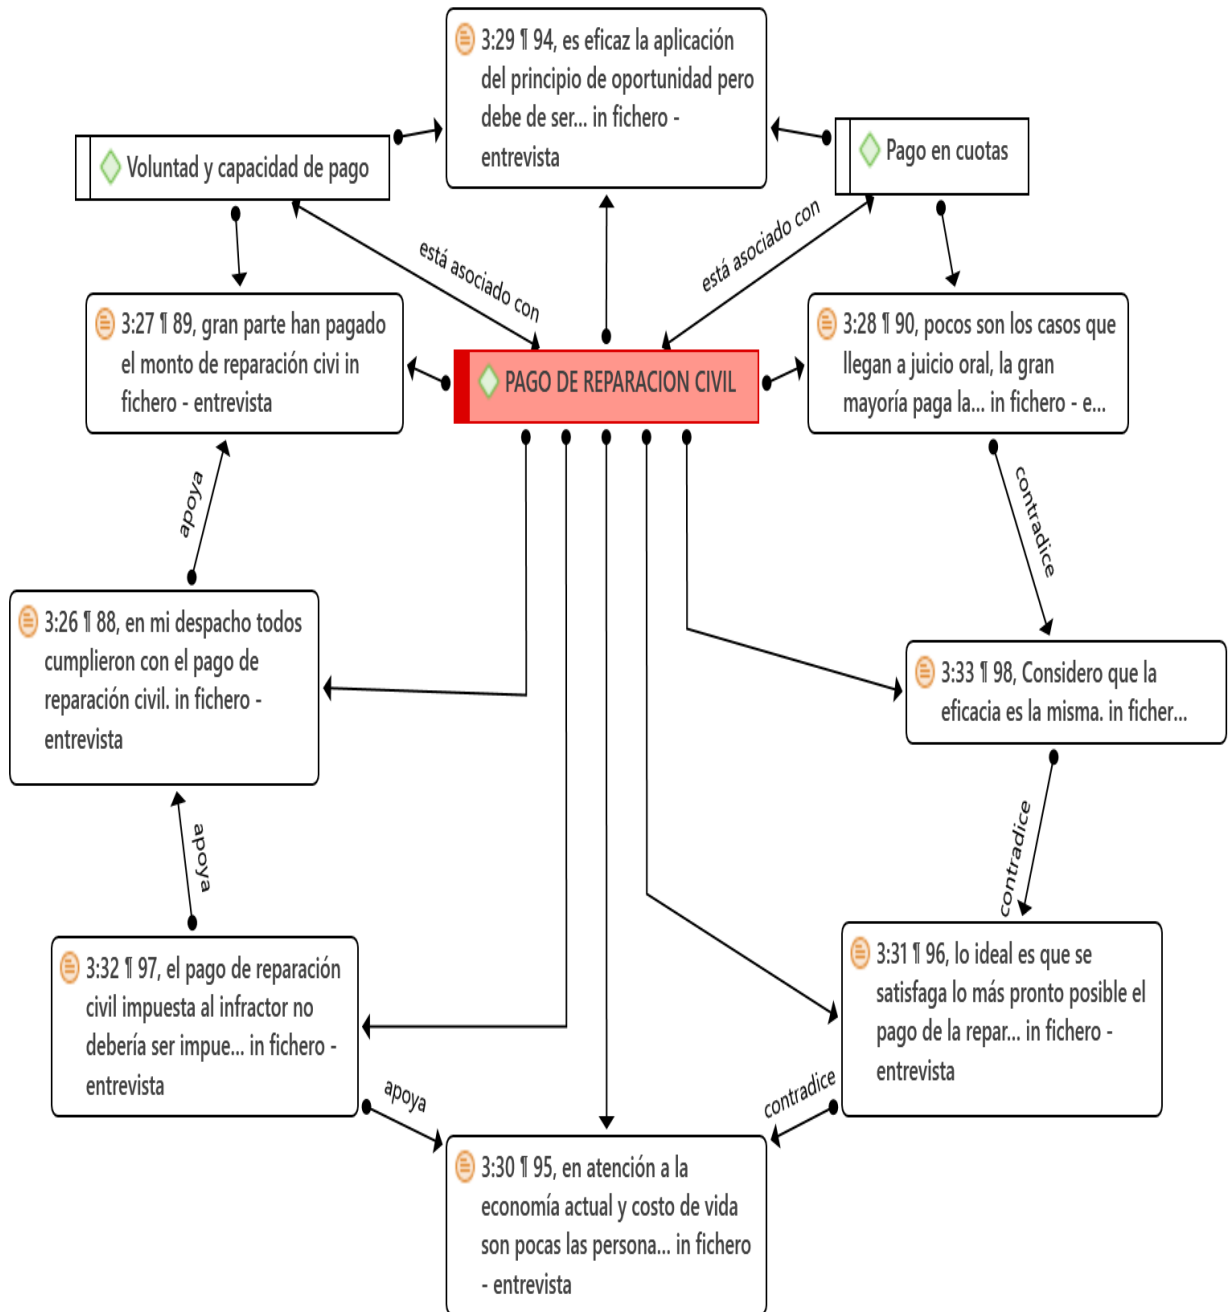 3:29 ¶ 94, es eficaz la aplicación
del principio de oportunidad pero
debe de ser... in fichero -
entrevista
Voluntad y capacidad de pago
Pago en cuotas
está asociado con
está asociado con
3:27 ¶ 89, gran parte han pagado
el monto de reparación civi in
fichero - entrevista
PAGO DE REPARACION CIVIL
3:28 ¶ 90, pocos son los casos que
llegan a juicio oral, la gran
mayoría paga la... in fichero - e...
apoya
contradice
3:26 ¶ 88, en mi despacho todos
cumplieron con el pago de
reparación civil. in fichero -
entrevista
3:33 ¶ 98, Considero que la
eficacia es la misma. in ficher...
apoya
contradice
3:32 ¶ 97, el pago de reparación
civil impuesta al infractor no
debería ser impue... in fichero -
entrevista
3:31 ¶ 96, lo ideal es que se
satisfaga lo más pronto posible el
pago de la repar... in fichero -
entrevista
apoya
contradice
3:30 ¶ 95, en atención a la
economía actual y costo de vida
son pocas las persona... in fichero
- entrevista